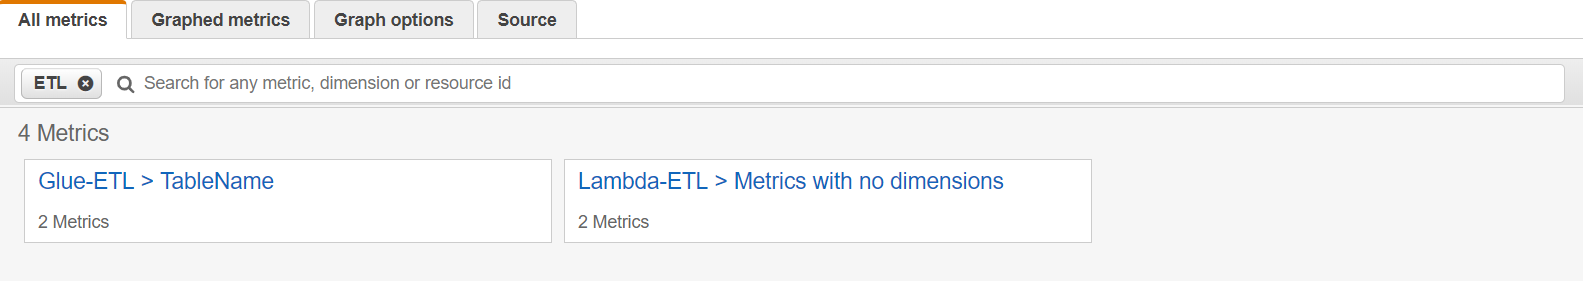 All metrics Graphed metrics Graph options Source
ETL Search for any metric, dimension or resource id
4 Metrics
Glue-ETL > TableName
2 Metrics
Lambda-ETL > Metrics with no dimensions
2 Metrics